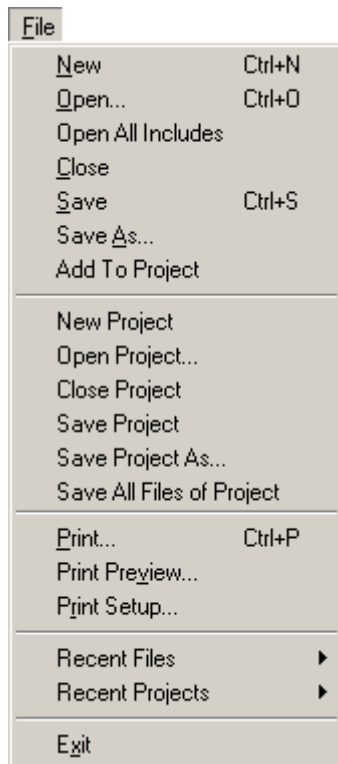 File
New Ctrl+N
Open... Ctrl+O
Open All Includes
Close
Save Ctrl+S
Save As...
Add To Project
New Project
Open Project...
Close Project
Save Project
Save Project As...
Save All Files of Project
Print... Ctrl+P
Print Preview...
Print Setup...
Recent Files
Recent Projects
Exit